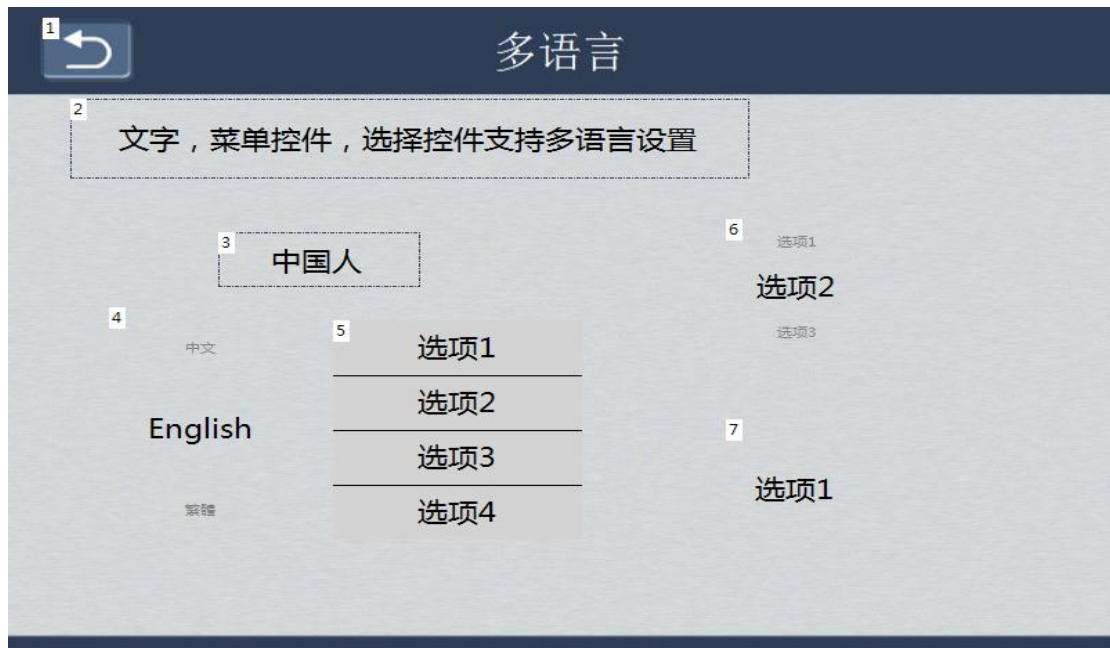 1
多语言
2
文字，菜单控件，选择控件支持多语言设置
3
中国人
4
中文
English
繁體
5
选项1
选项2
选项3
选项4
6
选项1
选项2
选项3
7
选项1